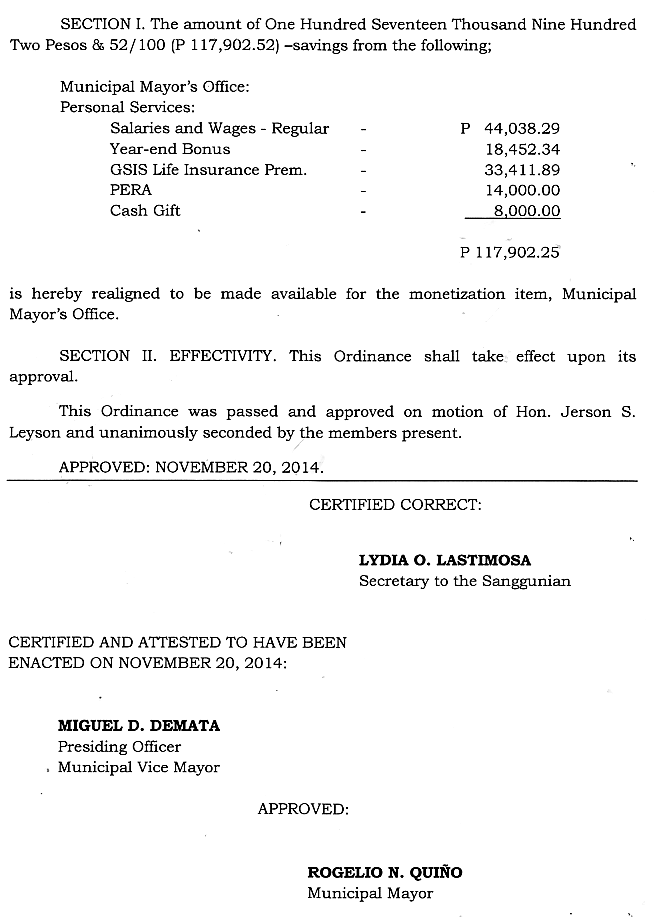 SECTION I. The amount of One Hundred Seventeen Thousand Nine Hundred
Two Pesos & 52/100 (P 117,902.52) –savings from the following;
Municipal Mayor's Office:
Personal Services:
Salaries and Wages - Regular - P 44,038.29
Year-end Bonus - 18,452.34
GSIS Life Insurance Prem. - 33,411.89
PERA - 14,000.00
Cash Gift - 8,000.00
P 117,902.25
is hereby realigned to be made available for the monetization item, Municipal
Mayor's Office.
SECTION II. EFFECTIVITY. This Ordinance shall take effect upon its
approval.
This Ordinance was passed and approved on motion of Hon. Jerson S.
Leyson and unanimously seconded by the members present.
APPROVED: NOVEMBER 20, 2014.
CERTIFIED CORRECT:
LYDIA O. LASTIMOSA
Secretary to the Sanggunian
CERTIFIED AND ATTESTED TO HAVE BEEN
ENACTED ON NOVEMBER 20, 2014:
MIGUEL D. DEMATA
Presiding Officer
Municipal Vice Mayor
APPROVED:
ROGELIO N. QUIÑO
Municipal Mayor